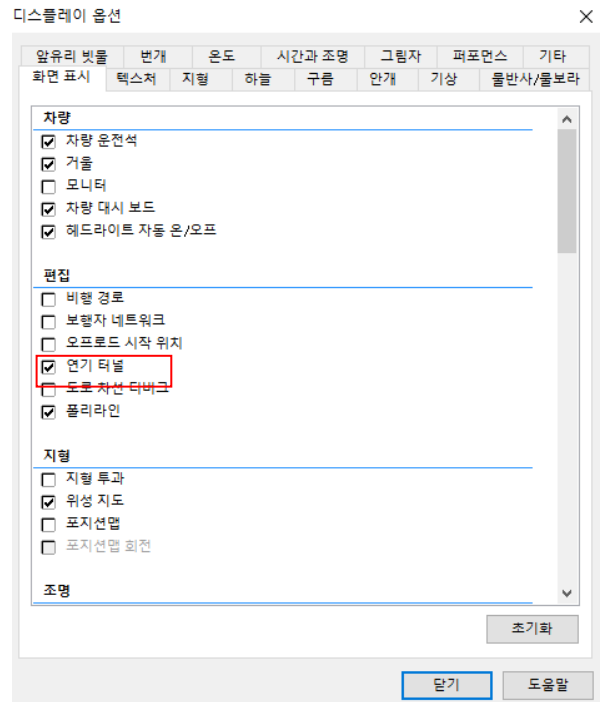 디스플레이 옵션
앞유리 빗물 번개 온도 시간과 조명 그림자 퍼포먼스 기타
화면 표시 텍스처 지형 하늘 구름 안개 기상 물반사/물보라
차량
차량 운전석
거울
모니터
차량 대시 보드
헤드라이트 자동 온/오프
편집
비행 경로
보행자 네트워크
오프로드 시작 위치
연기 터널
도로 차선 디버그
폴리라인
지형
지형 투과
위성 지도
포지션맵
포지션맵 회전
조명
초기화
닫기 도움말